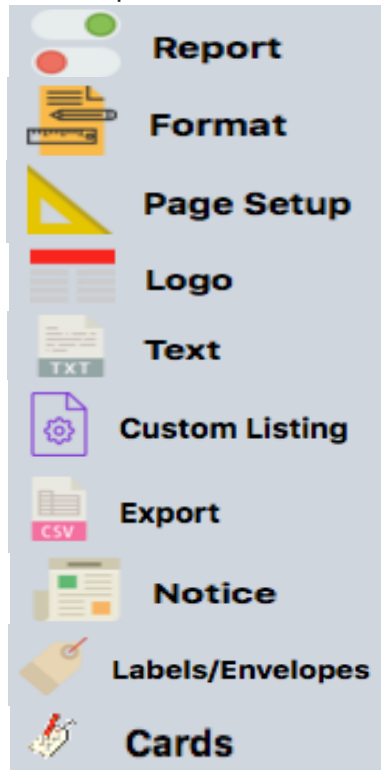 Report
Format
Page Setup
Logo
Text
TXT
Custom Listing
Export
CSV
Notice
Labels/Envelopes
Cards